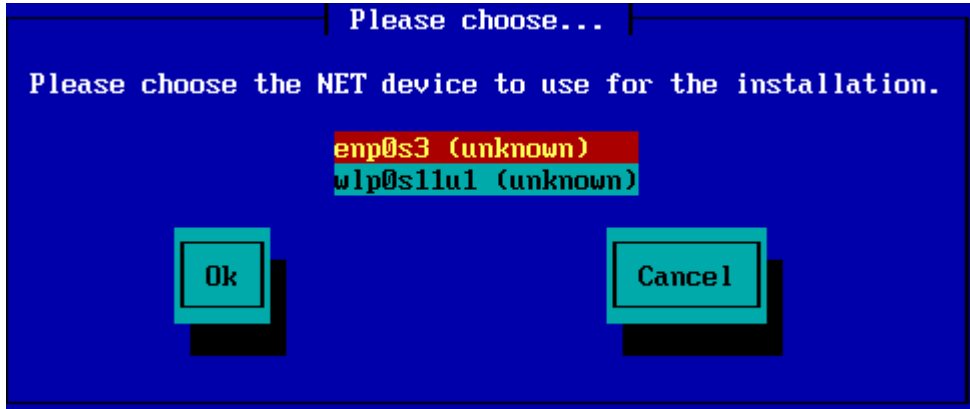 Please choose...
Please choose the NET device to use for the installation.
enp0s3 (unknown)
wlp0s11u1 (unknown)
Ok
Cancel